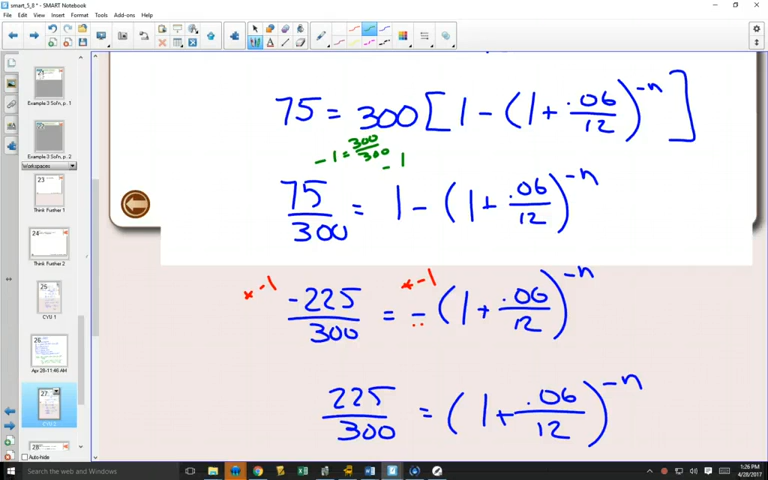 smart_5_8 * - SMART Notebook
File Edit View Insert Format Tools Add-ons Help
75 = 300[1 - (1 + .06/12)^-n]
-1 = 300/300 -1
75/300 = 1 - (1 + .06/12)^-n
* -1 * -1
-225/300 = -(1 + .06/12)^-n
225/300 = (1 + .06/12)^-n
Example 3 Sol'n, p. 1
Example 3 Sol'n, p. 2
Workspaces
23
Think Further 1
24
Think Further 2
25
CYU 1
26
Apr 28-11:46 AM
27
CYU 2
28
Auto-hide
Search the web and Windows
1:26 PM
4/28/2017